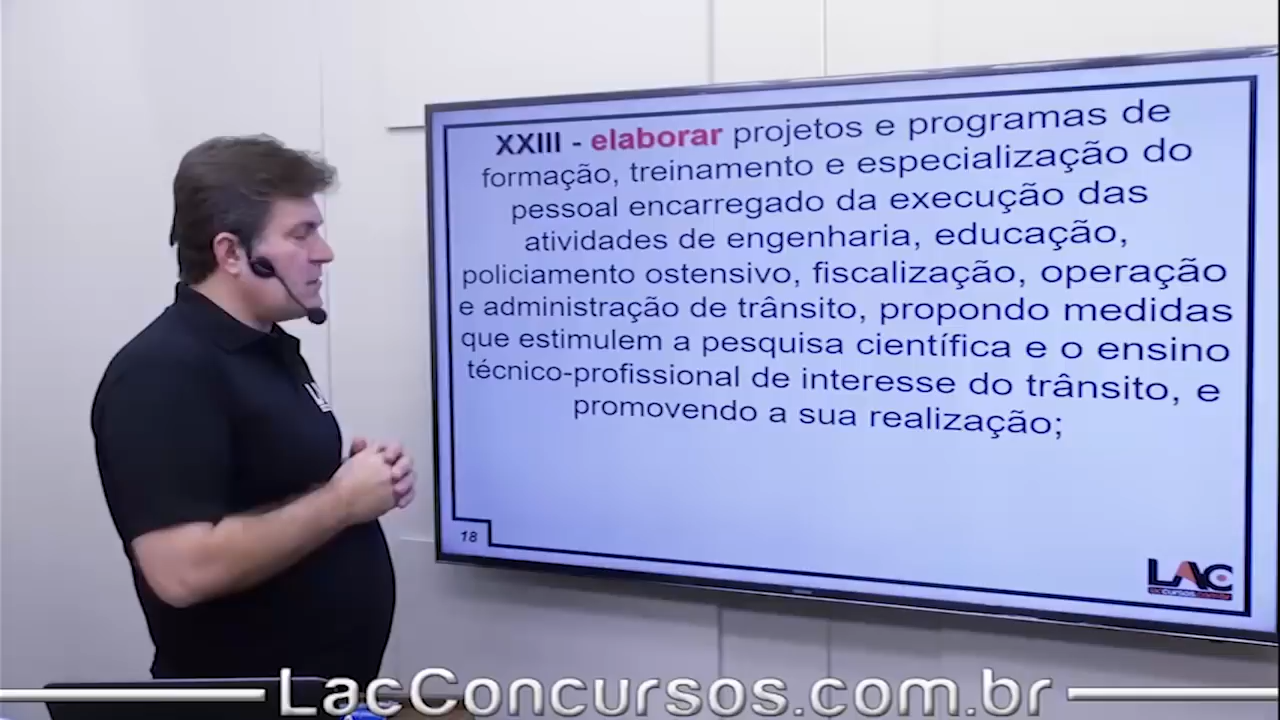 XXIII - elaborar projetos e programas de
formação, treinamento e especialização do
pessoal encarregado da execução das
atividades de engenharia, educação,
policiamento ostensivo, fiscalização, operação
e administração de trânsito, propondo medidas
que estimulem a pesquisa científica e o ensino
técnico-profissional de interesse do trânsito, e
promovendo a sua realização;
18
LAC
LacConcursos.com.br